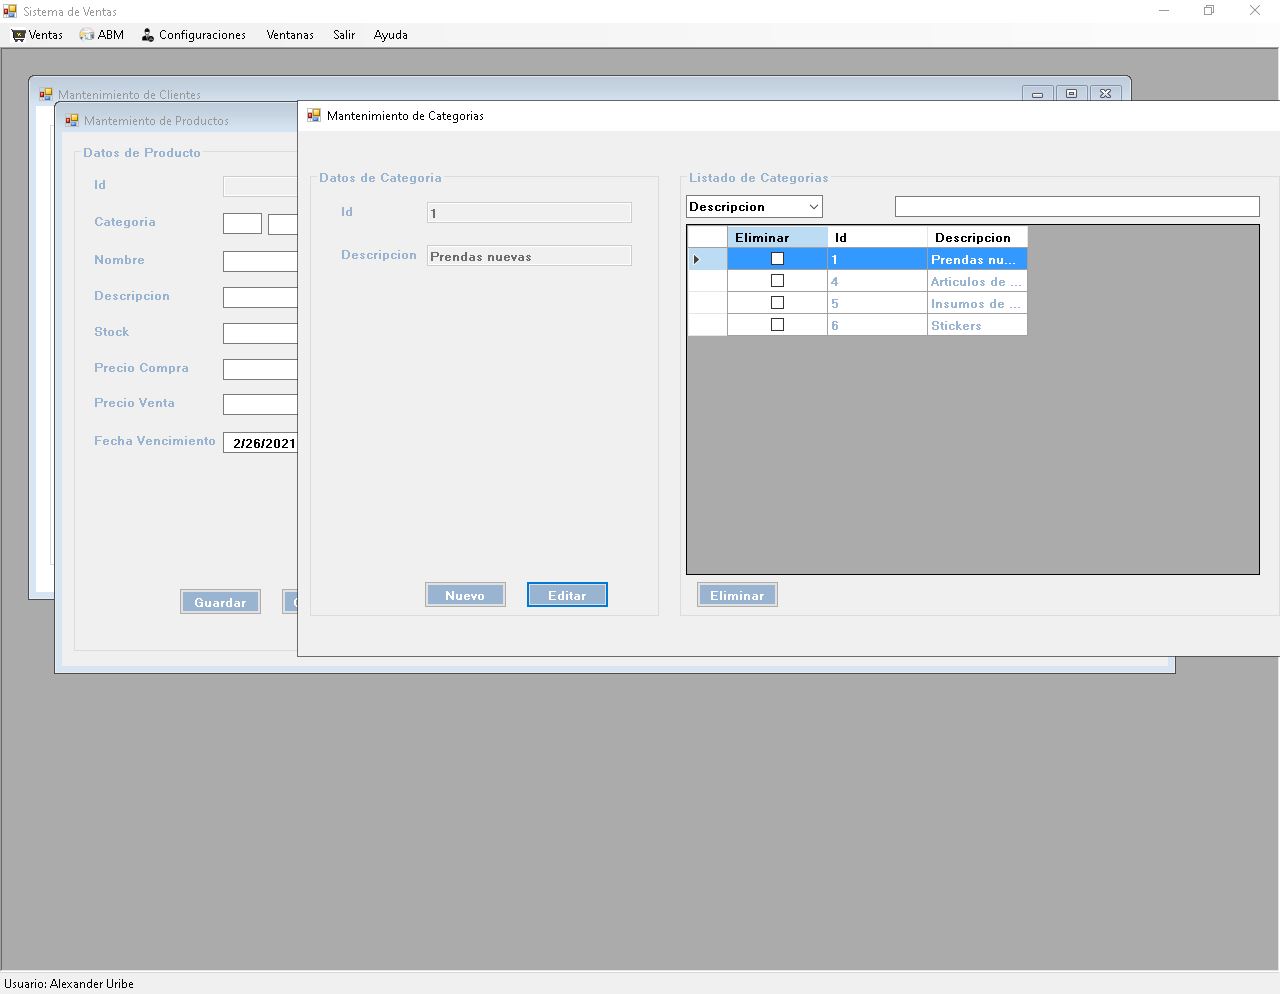 Sistema de Ventas
Ventas ABM Configuraciones Ventanas Salir Ayuda
Mantenimiento de Clientes
Mantemiento de Productos
Datos de Producto
Id
Categoria
Nombre
Descripcion
Stock
Precio Compra
Precio Venta
Fecha Vencimiento 2/26/2021
Guardar
Mantenimiento de Categorias
Datos de Categoria
Id 1
Descripcion Prendas nuevas
Nuevo Editar
Listado de Categorias
Descripcion
Eliminar Id Descripcion
1 Prendas nu...
4 Articulos de ...
5 Insumos de ...
6 Stickers
Eliminar
Usuario: Alexander Uribe